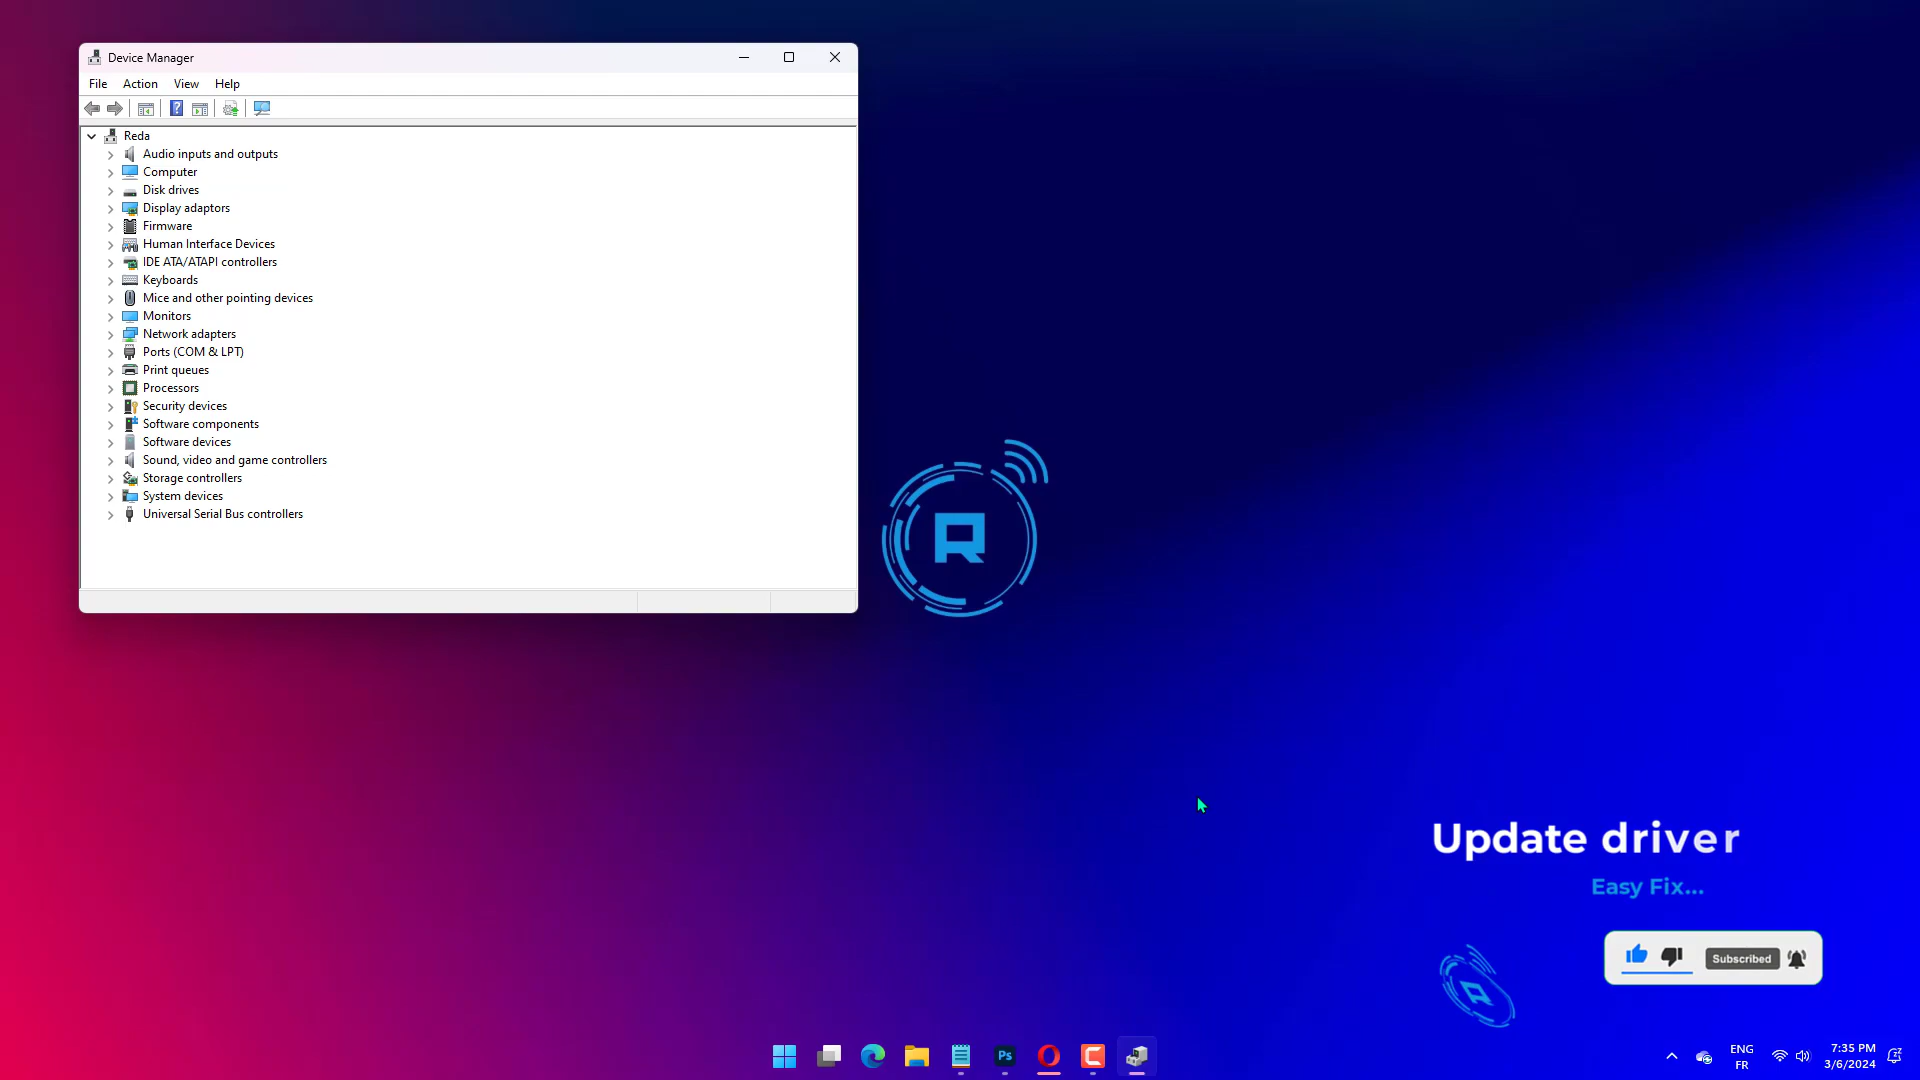 Device Manager
File Action View Help
Reda
Audio inputs and outputs
Computer
Disk drives
Display adaptors
Firmware
Human Interface Devices
IDE ATA/ATAPI controllers
Keyboards
Mice and other pointing devices
Monitors
Network adapters
Ports (COM & LPT)
Print queues
Processors
Security devices
Software components
Software devices
Sound, video and game controllers
Storage controllers
System devices
Universal Serial Bus controllers
R
Update driver
Easy Fix...
Subscribed
R
Ps
ENG
FR
7:35 PM
3/6/2024